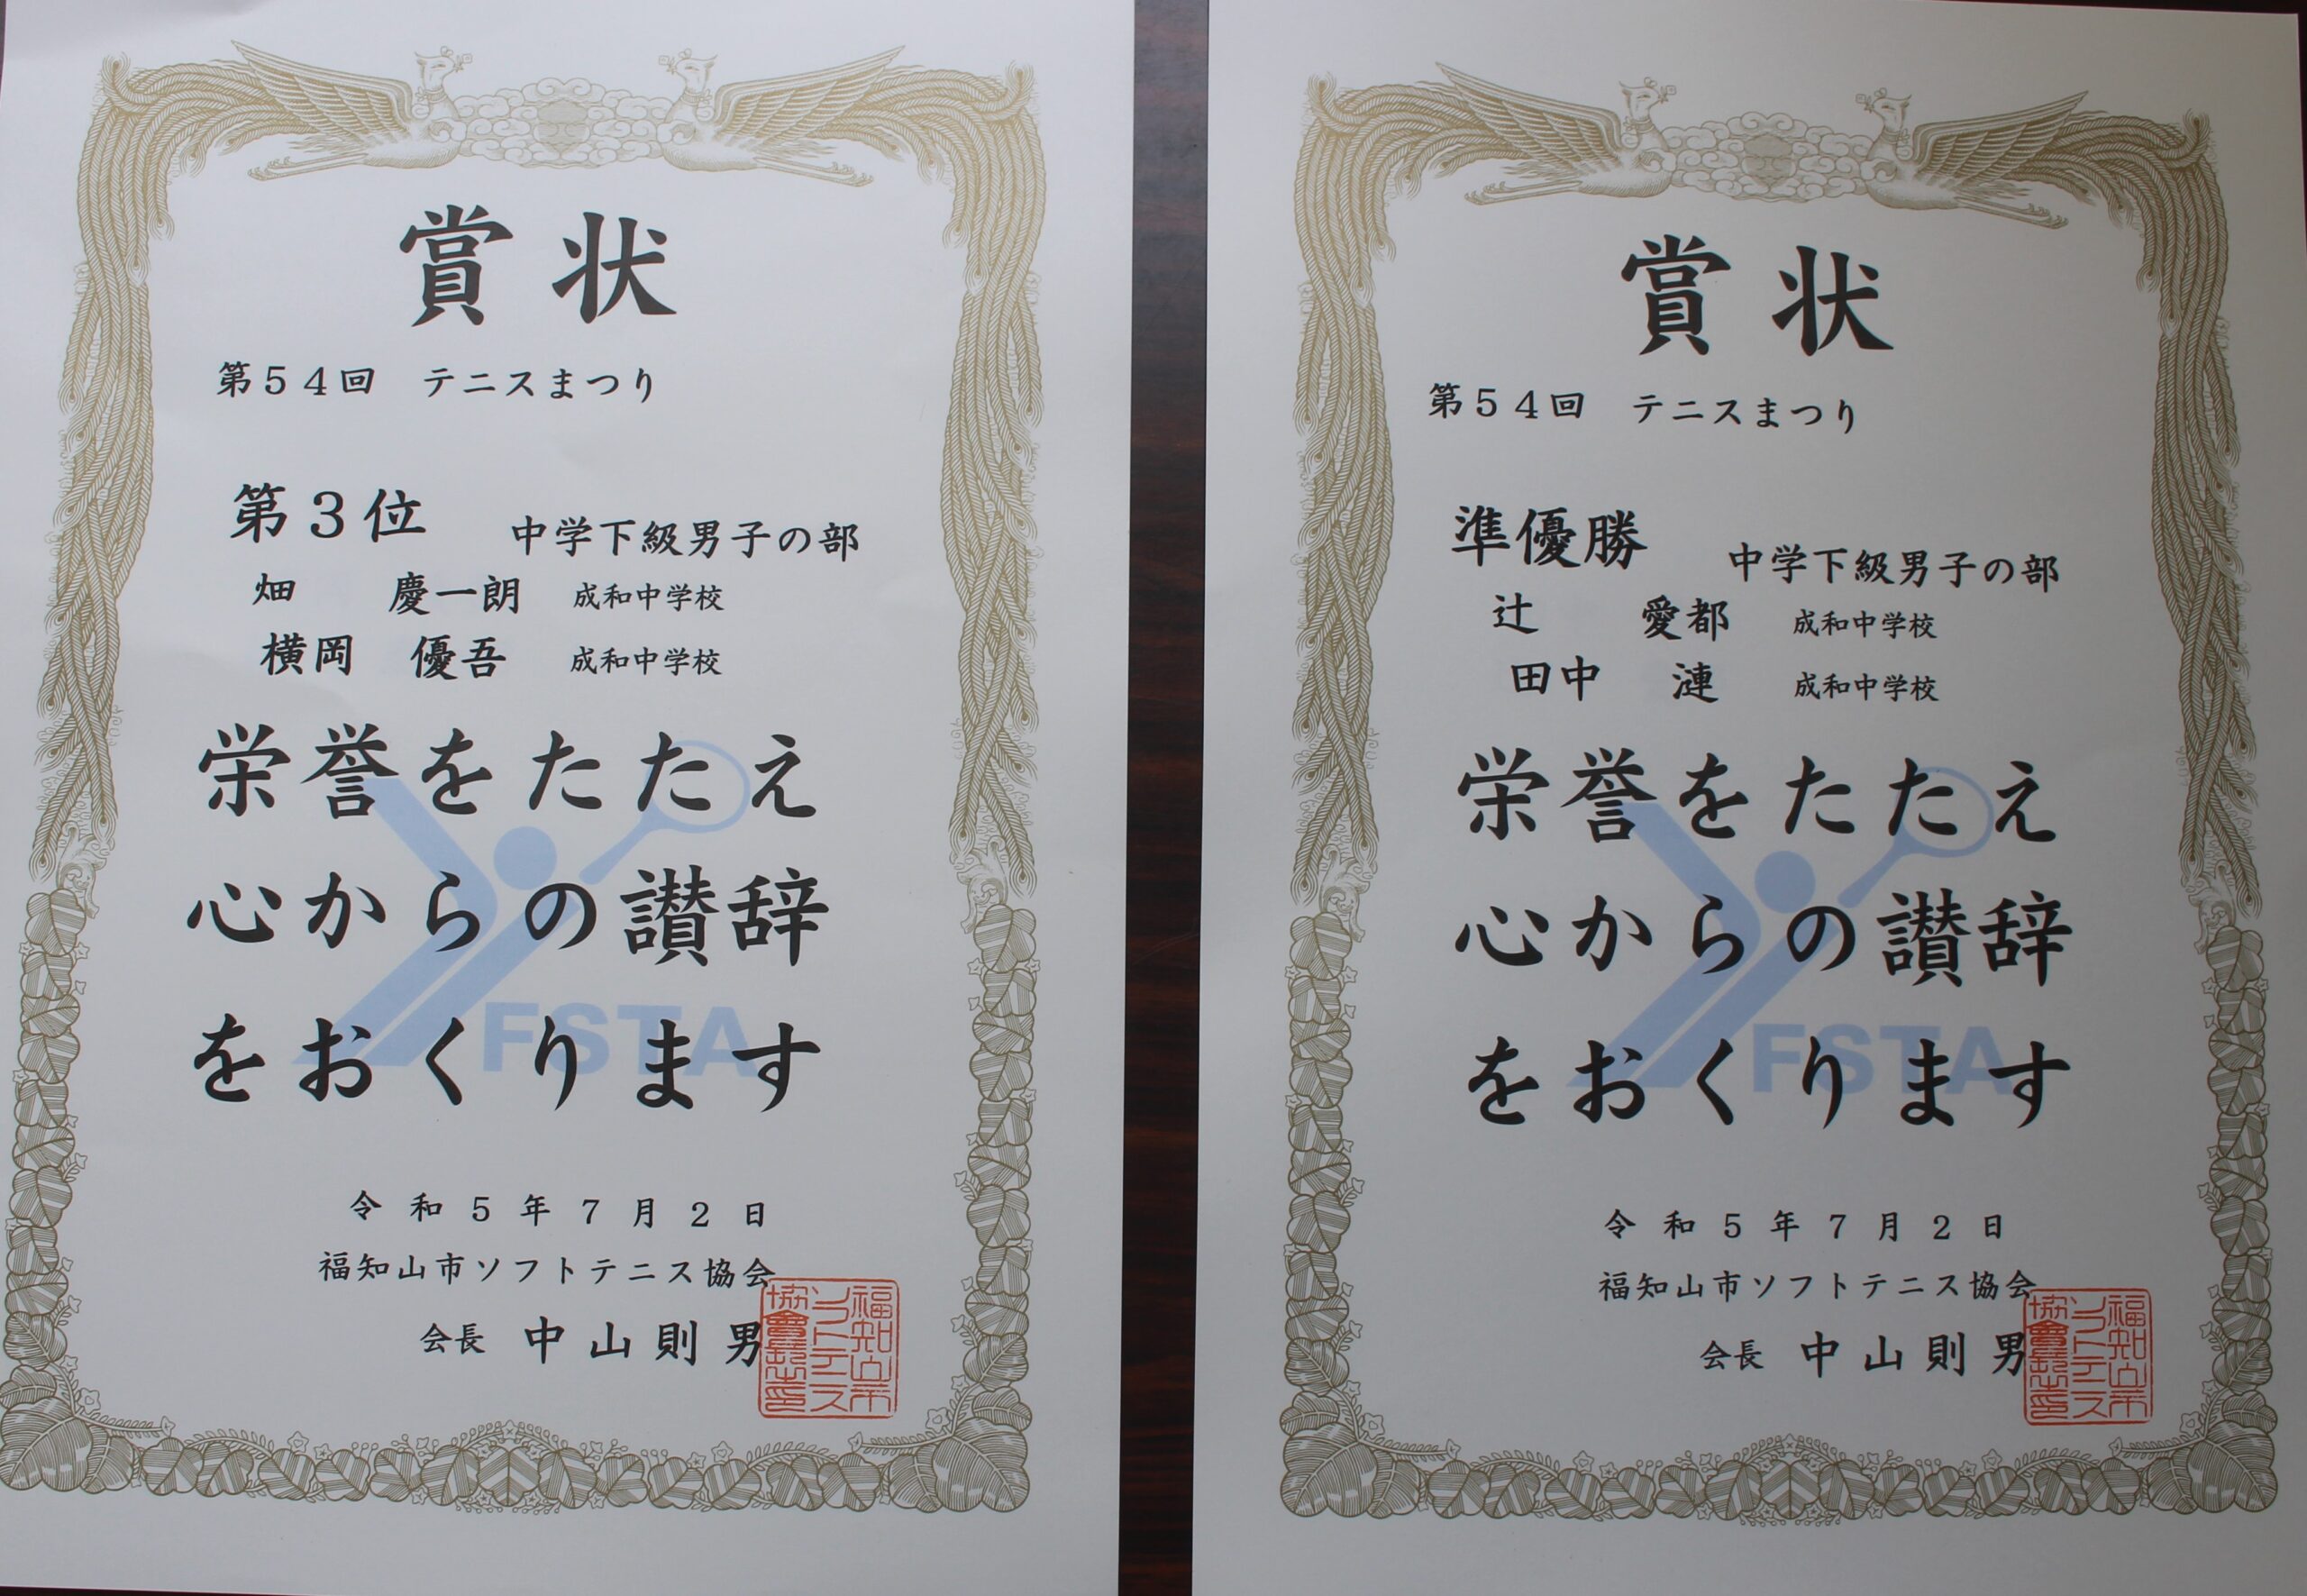 賞状
第54回 テニスまつり
第3位 中学下級男子の部
畑 慶一朗 成和中学校
横岡 優吾 成和中学校
栄誉をたたえ
心からの讃辞
をおくります
FSTA
令和5年7月2日
福知山市ソフトテニス協会
会長 中山則男
賞状
第54回 テニスまつり
準優勝 中学下級男子の部
辻 愛都 成和中学校
田中 漣 成和中学校
栄誉をたたえ
心からの讃辞
をおくります
FSTA
令和5年7月2日
福知山市ソフトテニス協会
会長 中山則男